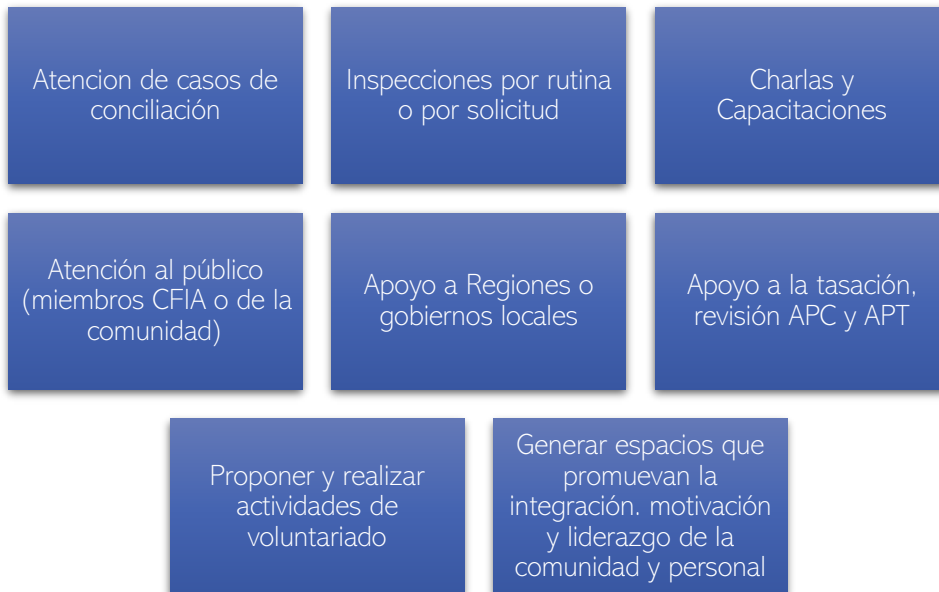 Atencion de casos de
conciliación
Inspecciones por rutina
o por solicitud
Charlas y
Capacitaciones
Atención al público
(miembros CFIA o de la
comunidad)
Apoyo a Regiones o
gobiernos locales
Apoyo a la tasación,
revisión APC y APT
Proponer y realizar
actividades de
voluntariado
Generar espacios que
promuevan la
integración. motivación
y liderazgo de la
comunidad y personal